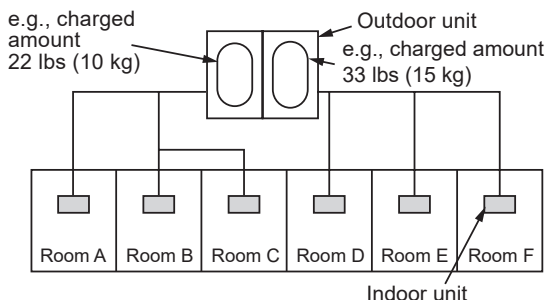 e.g., charged
amount
22 lbs (10 kg)
Outdoor unit
e.g., charged amount
33 lbs (15 kg)
Room A
Room B
Room C
Room D
Room E
Room F
Indoor unit